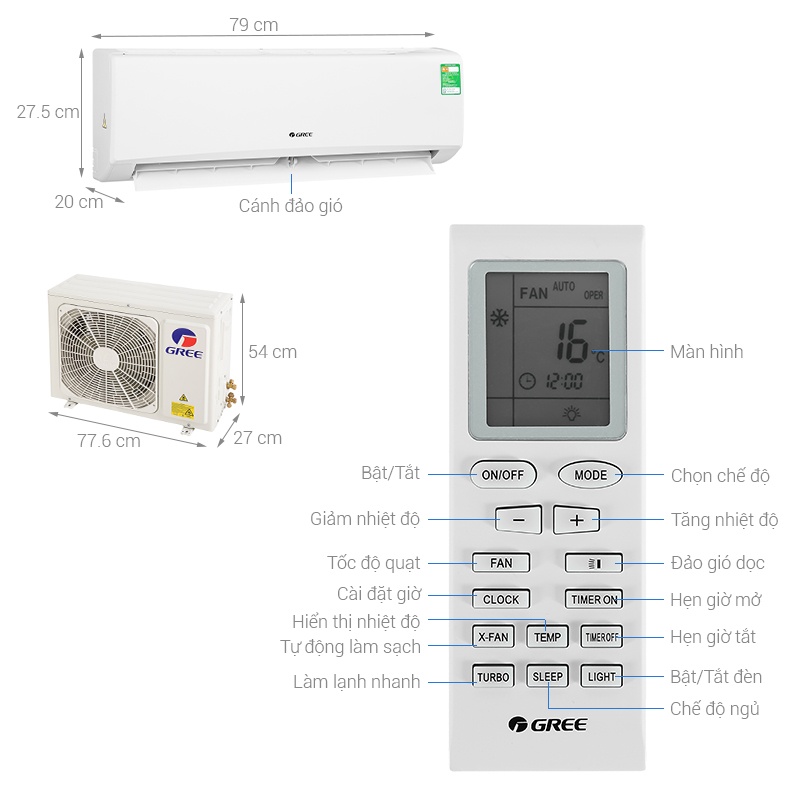 79 cm
27.5 cm
GREE
20 cm
Cánh đảo gió
GREE
54 cm
77.6 cm
27 cm
FAN AUTO OPER
16 °C
12:00
Màn hình
Bật/Tắt
ON/OFF
MODE
Chọn chế độ
Giảm nhiệt độ
−
+
Tăng nhiệt độ
Tốc độ quạt
FAN
Đảo gió dọc
Cài đặt giờ
CLOCK
TIMER ON
Hẹn giờ mở
Hiển thị nhiệt độ
Tự động làm sạch
X-FAN
TEMP
TIMER OFF
Hẹn giờ tắt
Làm lạnh nhanh
TURBO
SLEEP
LIGHT
Bật/Tắt đèn
Chế độ ngủ
GREE